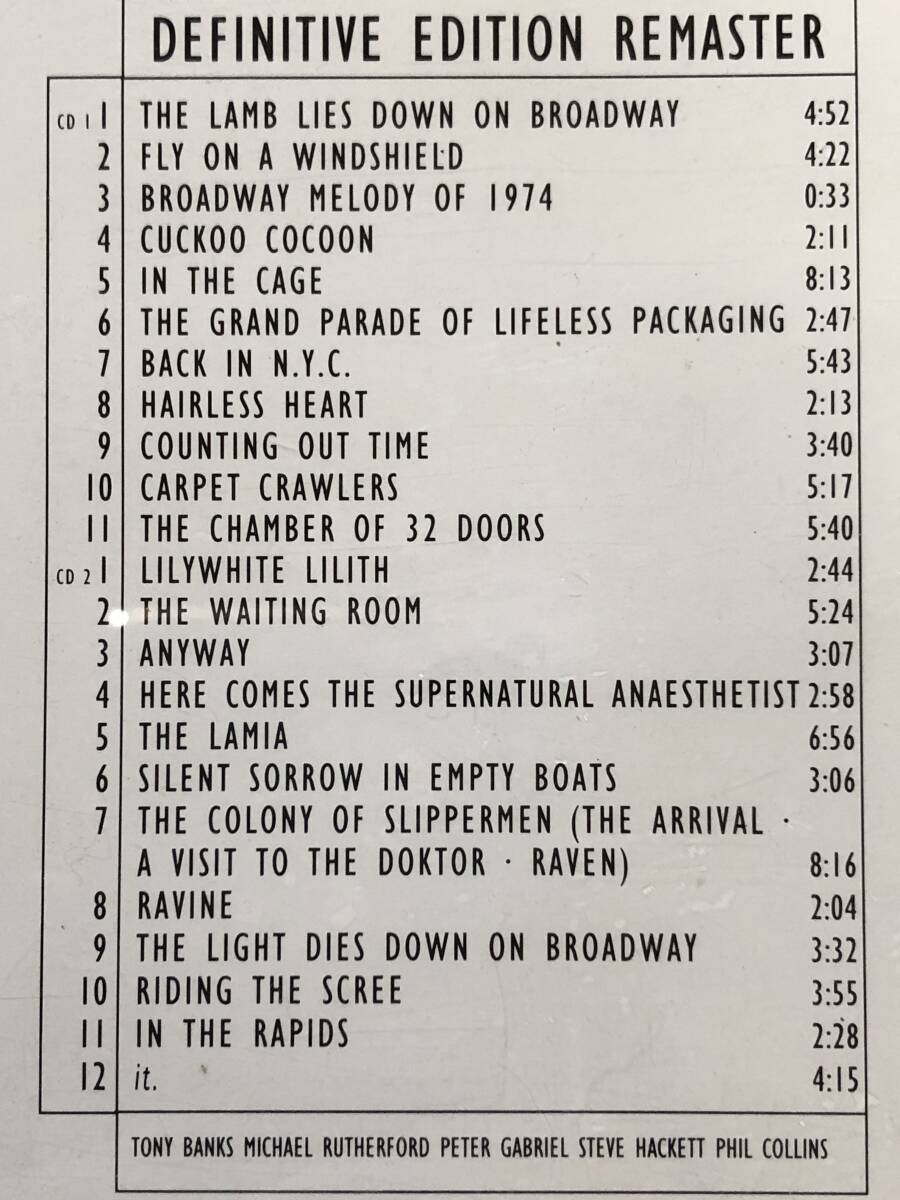 DEFINITIVE EDITION REMASTER
CD 1 1 THE LAMB LIES DOWN ON BROADWAY 4:52
2 FLY ON A WINDSHIELD 4:22
3 BROADWAY MELODY OF 1974 0:33
4 CUCKOO COCOON 2:11
5 IN THE CAGE 8:13
6 THE GRAND PARADE OF LIFELESS PACKAGING 2:47
7 BACK IN N.Y.C. 5:43
8 HAIRLESS HEART 2:13
9 COUNTING OUT TIME 3:40
10 CARPET CRAWLERS 5:17
11 THE CHAMBER OF 32 DOORS 5:40
CD 2 1 LILYWHITE LILITH 2:44
2 THE WAITING ROOM 5:24
3 ANYWAY 3:07
4 HERE COMES THE SUPERNATURAL ANAESTHETIST 2:58
5 THE LAMIA 6:56
6 SILENT SORROW IN EMPTY BOATS 3:06
7 THE COLONY OF SLIPPERMEN (THE ARRIVAL ·
A VISIT TO THE DOKTOR · RAVEN) 8:16
8 RAVINE 2:04
9 THE LIGHT DIES DOWN ON BROADWAY 3:32
10 RIDING THE SCREE 3:55
11 IN THE RAPIDS 2:28
12 it. 4:15
TONY BANKS MICHAEL RUTHERFORD PETER GABRIEL STEVE HACKETT PHIL COLLINS